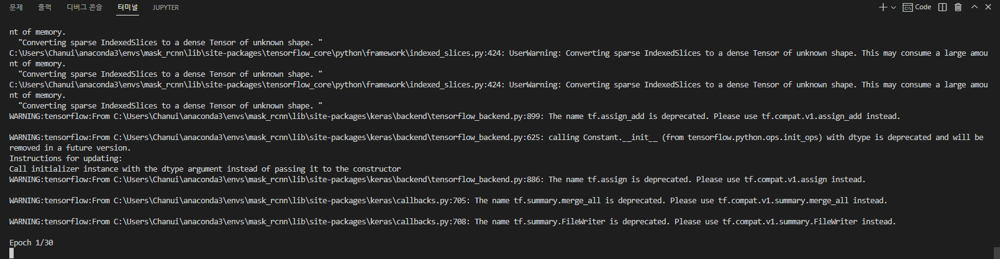 문제 출력 디버그 콘솔 터미널 JUPYTER Code
nt of memory.
"Converting sparse IndexedSlices to a dense Tensor of unknown shape. "
C:\Users\Chanui\anaconda3\envs\mask_rcnn\lib\site-packages\tensorflow_core\python\framework\indexed_slices.py:424: UserWarning: Converting sparse IndexedSlices to a dense Tensor of unknown shape. This may consume a large amou
nt of memory.
"Converting sparse IndexedSlices to a dense Tensor of unknown shape. "
C:\Users\Chanui\anaconda3\envs\mask_rcnn\lib\site-packages\tensorflow_core\python\framework\indexed_slices.py:424: UserWarning: Converting sparse IndexedSlices to a dense Tensor of unknown shape. This may consume a large amou
nt of memory.
"Converting sparse IndexedSlices to a dense Tensor of unknown shape. "
WARNING:tensorflow:From C:\Users\Chanui\anaconda3\envs\mask_rcnn\lib\site-packages\keras\backend\tensorflow_backend.py:899: The name tf.assign_add is deprecated. Please use tf.compat.v1.assign_add instead.
WARNING:tensorflow:From C:\Users\Chanui\anaconda3\envs\mask_rcnn\lib\site-packages\keras\backend\tensorflow_backend.py:625: calling Constant.__init__ (from tensorflow.python.ops.init_ops) with dtype is deprecated and will be
removed in a future version.
Instructions for updating:
Call initializer instance with the dtype argument instead of passing it to the constructor
WARNING:tensorflow:From C:\Users\Chanui\anaconda3\envs\mask_rcnn\lib\site-packages\keras\backend\tensorflow_backend.py:886: The name tf.assign is deprecated. Please use tf.compat.v1.assign instead.
WARNING:tensorflow:From C:\Users\Chanui\anaconda3\envs\mask_rcnn\lib\site-packages\keras\callbacks.py:705: The name tf.summary.merge_all is deprecated. Please use tf.compat.v1.summary.merge_all instead.
WARNING:tensorflow:From C:\Users\Chanui\anaconda3\envs\mask_rcnn\lib\site-packages\keras\callbacks.py:708: The name tf.summary.FileWriter is deprecated. Please use tf.compat.v1.summary.FileWriter instead.
Epoch 1/30